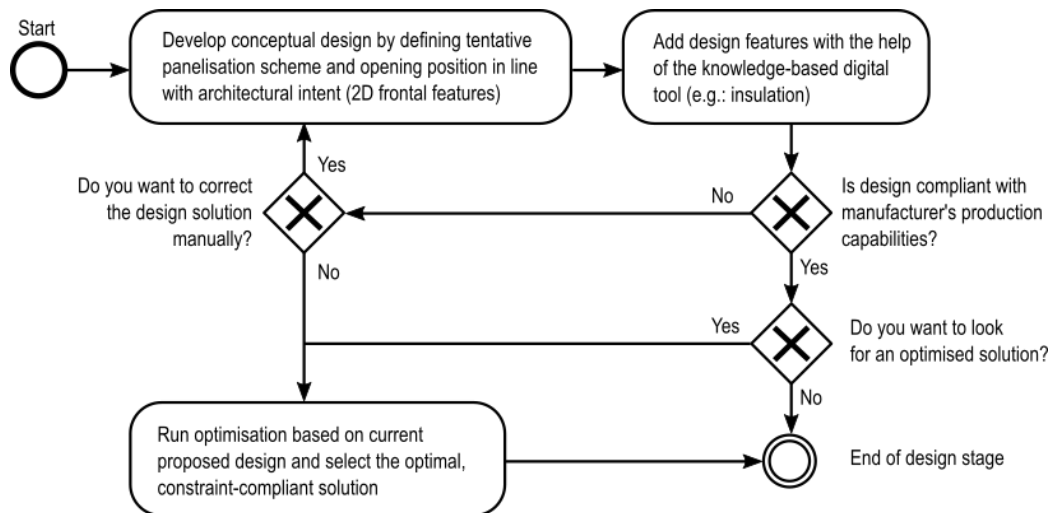 Start
Develop conceptual design by defining tentative
panelisation scheme and opening position in line
with architectural intent (2D frontal features)
Add design features with the help
of the knowledge-based digital
tool (e.g.: insulation)
Yes
Do you want to correct
the design solution
manually?
No
No
Is design compliant with
manufacturer's production
capabilities?
Yes
Yes
Do you want to look
for an optimised solution?
No
Run optimisation based on current
proposed design and select the optimal,
constraint-compliant solution
End of design stage